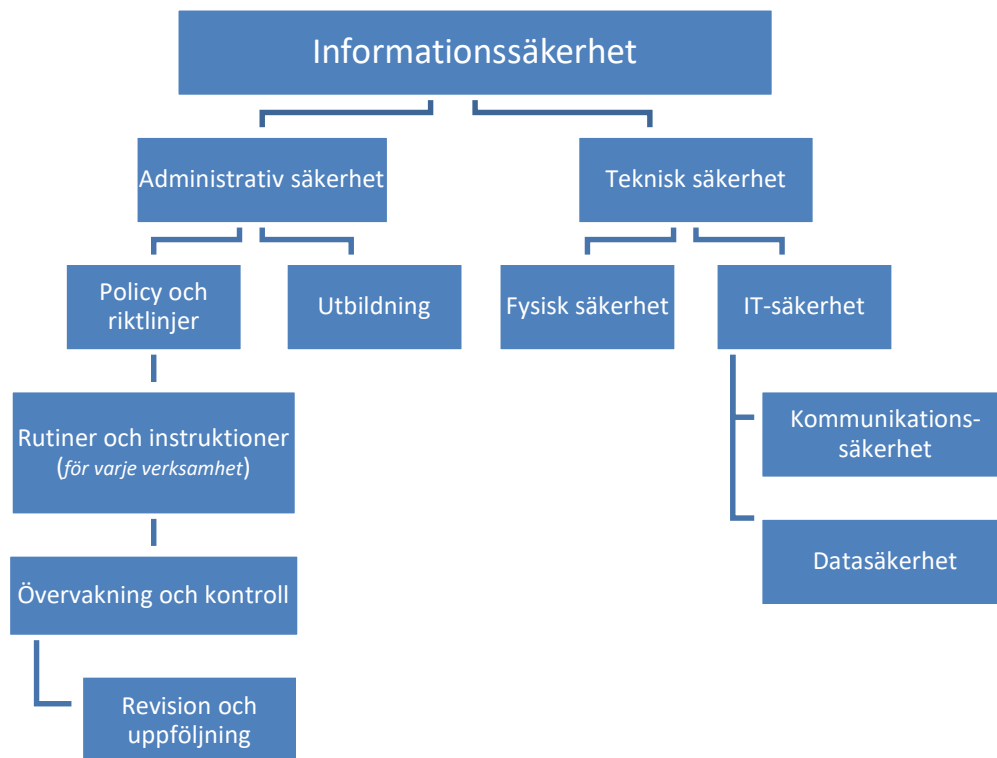 Informationssäkerhet
Administrativ säkerhet
Teknisk säkerhet
Policy och
riktlinjer
Utbildning
Fysisk säkerhet
IT-säkerhet
Rutiner och instruktioner
(för varje verksamhet)
Kommunikations-
säkerhet
Övervakning och kontroll
Datasäkerhet
Revision och
uppföljning